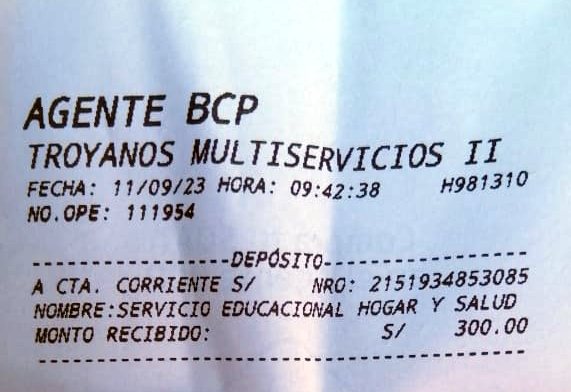 AGENTE BCP
TROYANOS MULTISERVICIOS II
FECHA: 11/09/23 HORA: 09:42:38 H981310
NO.OPE: 111954
--------------------DEPÓSITO--------------------
A CTA. CORRIENTE S/ NRO: 2151934853085
NOMBRE:SERVICIO EDUCACIONAL HOGAR Y SALUD
MONTO RECIBIDO: S/ 300.00
------------------------------------------------